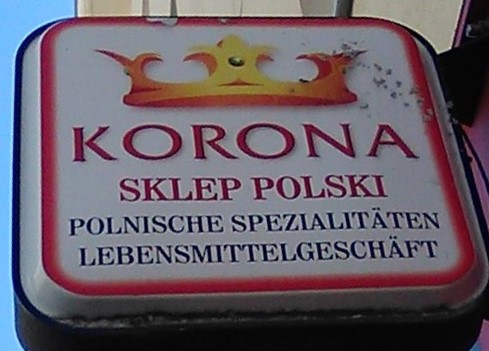 KORONA
SKLEP POLSKI
POLNISCHE SPEZIALITÄTEN
LEBENSMITTELGESCHÄFT